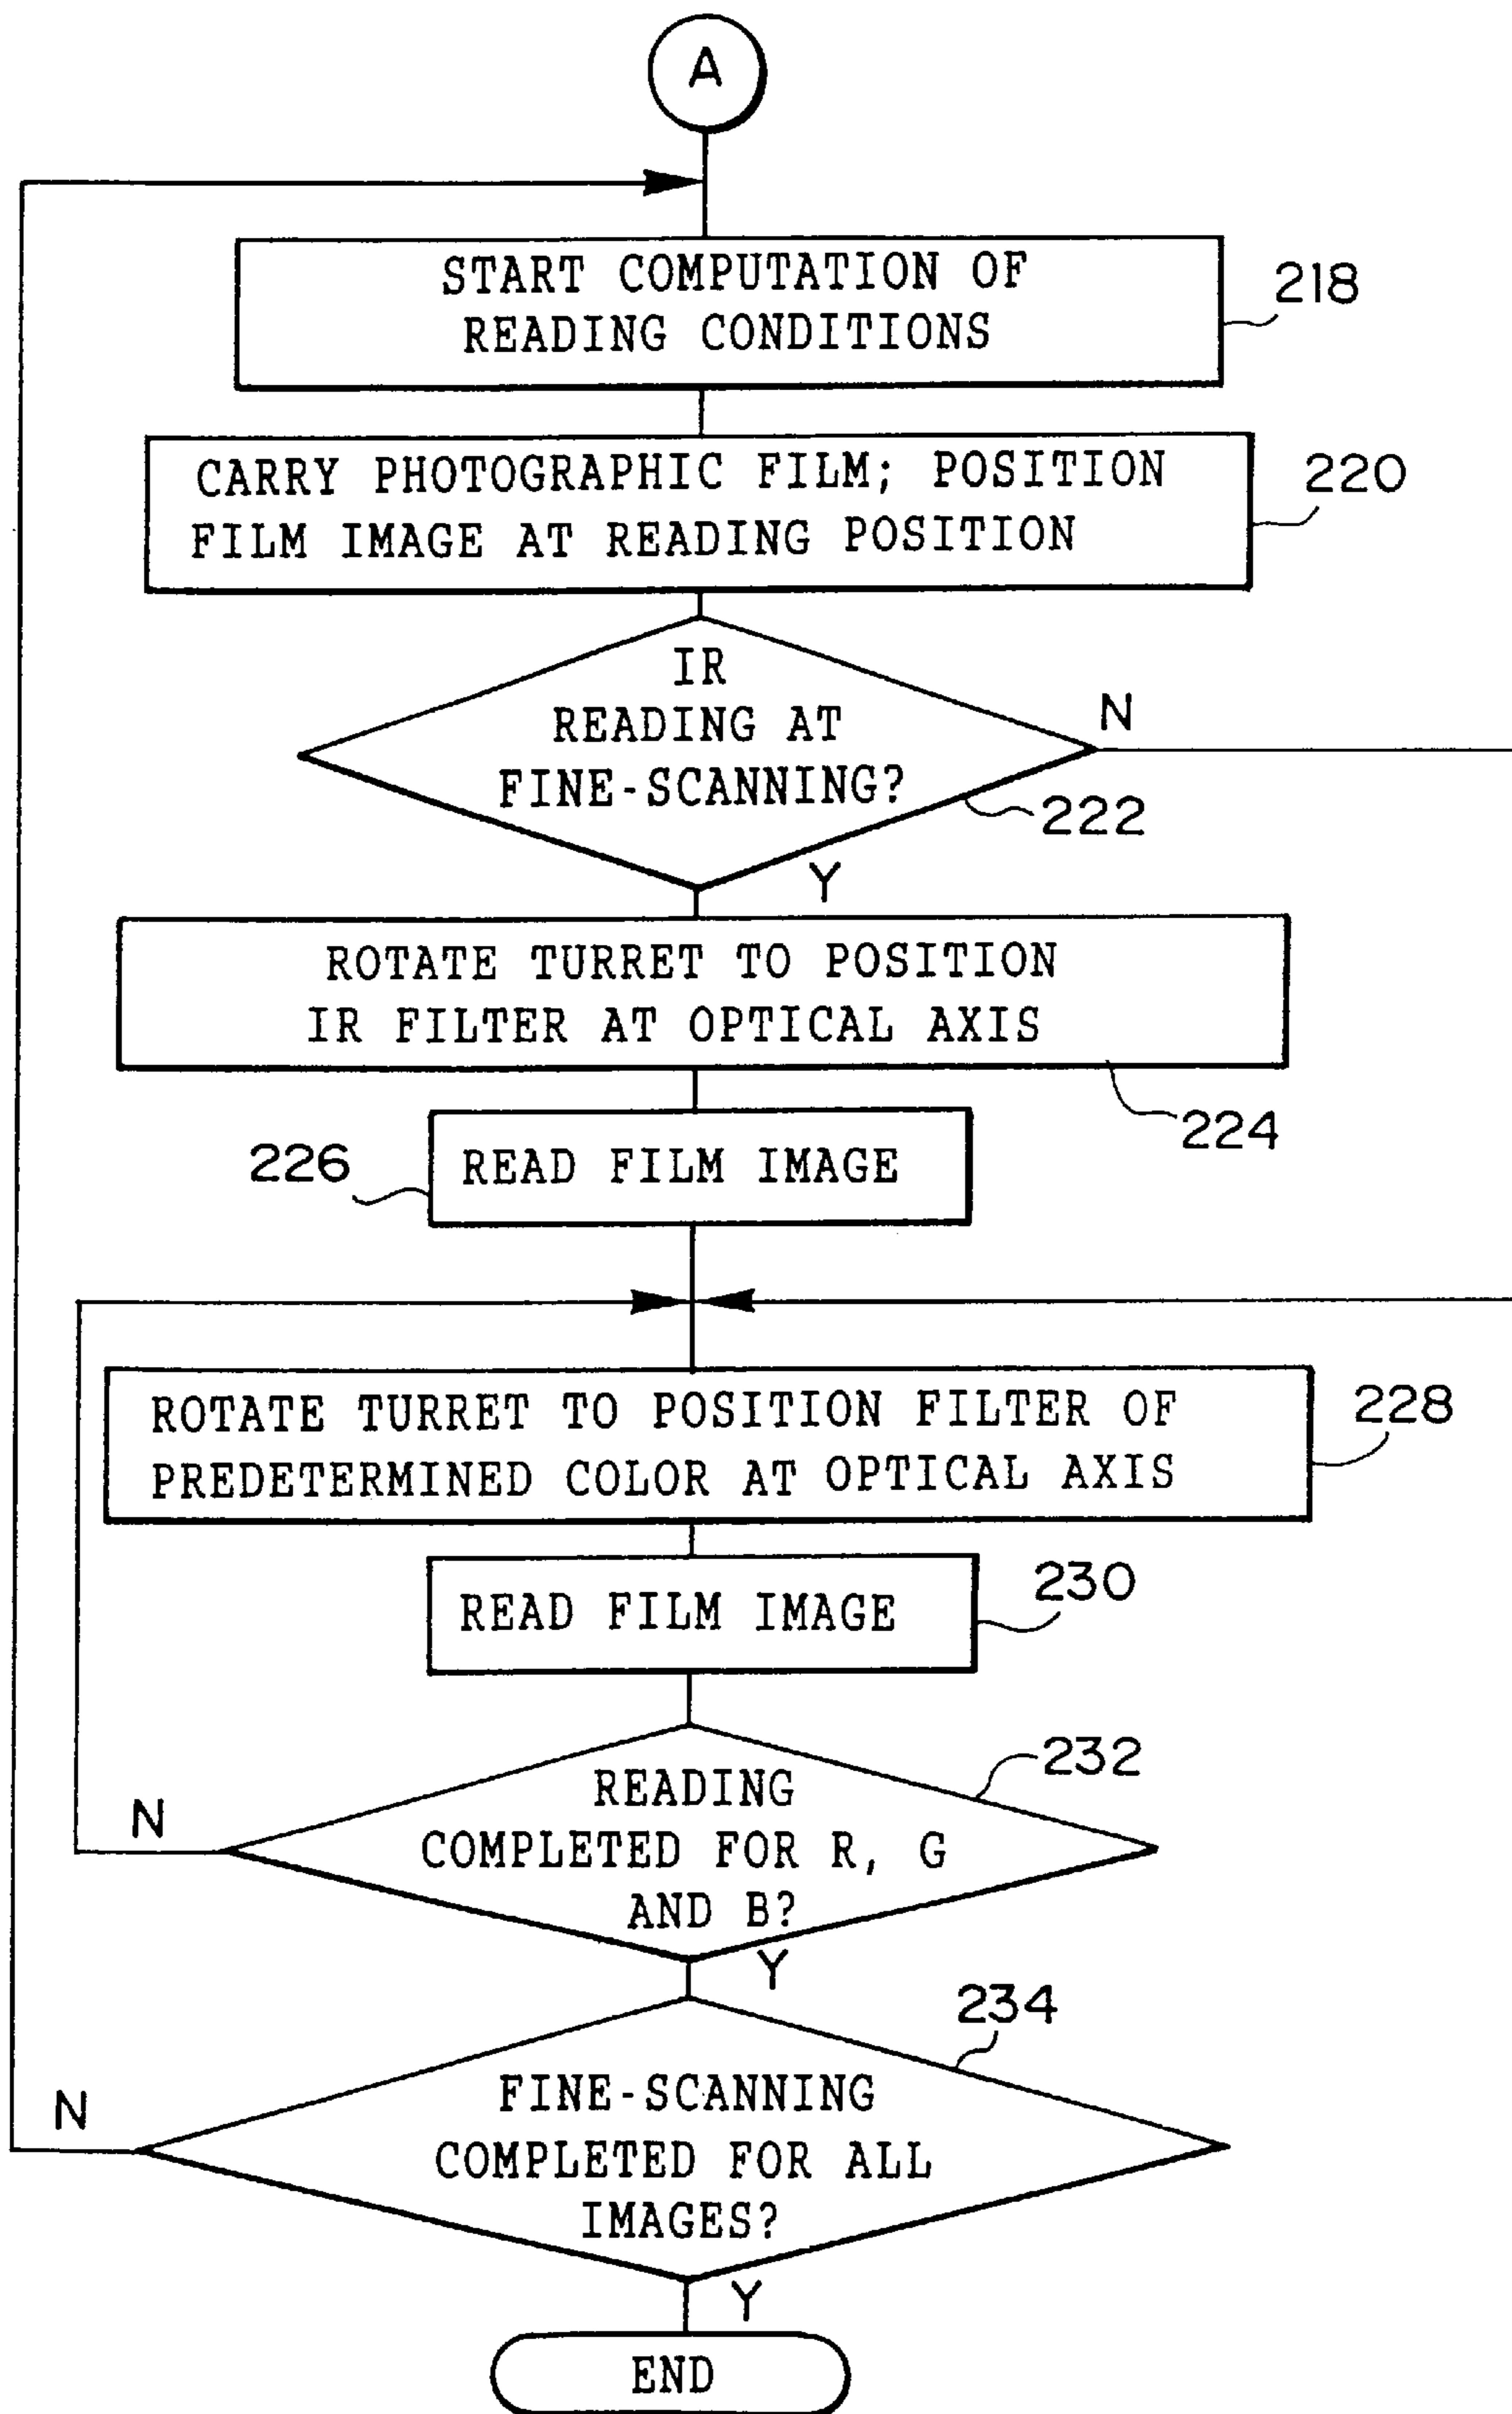 A
START COMPUTATION OF
READING CONDITIONS
218
CARRY PHOTOGRAPHIC FILM; POSITION
FILM IMAGE AT READING POSITION
220
IR
READING AT
FINE-SCANNING?
N
222
Y
ROTATE TURRET TO POSITION
IR FILTER AT OPTICAL AXIS
224
226
READ FILM IMAGE
ROTATE TURRET TO POSITION FILTER OF
PREDETERMINED COLOR AT OPTICAL AXIS
228
READ FILM IMAGE
230
232
READING
COMPLETED FOR R, G
AND B?
N
Y
234
FINE-SCANNING
COMPLETED FOR ALL
IMAGES?
N
Y
END